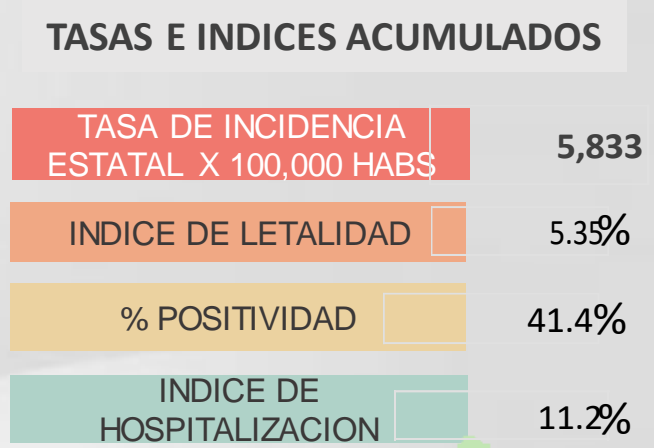 TASAS E INDICES ACUMULADOS
TASA DE INCIDENCIA
ESTATAL X 100,000 HABS
5,833
INDICE DE LETALIDAD
5.35%
% POSITIVIDAD
41.4%
INDICE DE
HOSPITALIZACION
11.2%